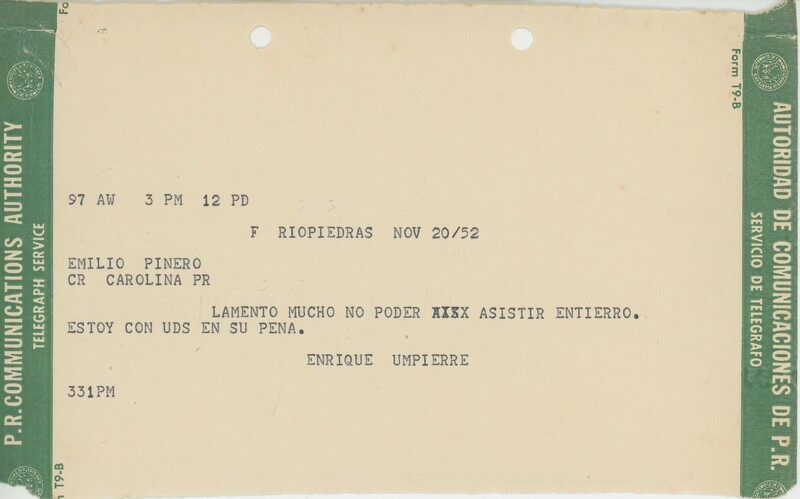 P.R. COMMUNICATIONS AUTHORITY
TELEGRAPH SERVICE
Form T9-B
97 AW 3 PM 12 PD
F RIOPIEDRAS NOV 20/52
EMILIO PINERO
CR CAROLINA PR
LAMENTO MUCHO NO PODER ASISTIR ENTIERRO.
ESTOY CON UDS EN SU PENA.
ENRIQUE UMPIERRE
331PM
AUTORIDAD DE COMUNICACIONES DE P.R.
SERVICIO DE TELEGRAFO
Fo
T9-B